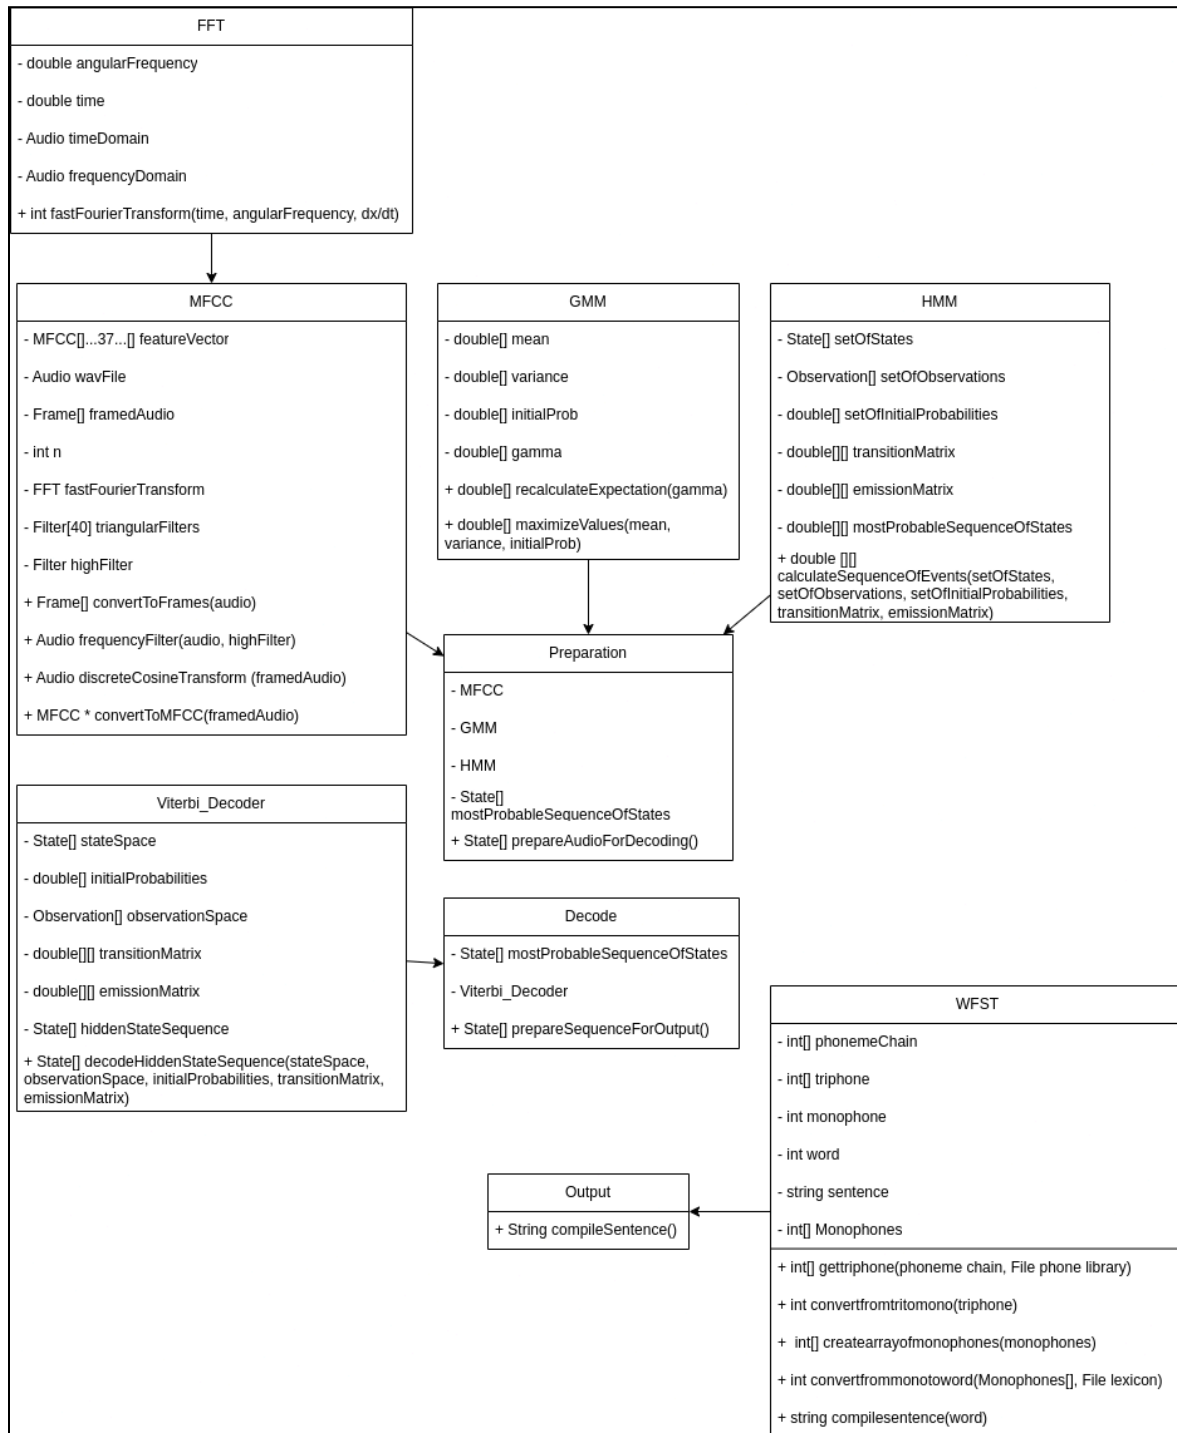 FFT
- double angularFrequency
- double time
- Audio timeDomain
- Audio frequencyDomain
+ int fastFourierTransform(time, angularFrequency, dx/dt)
MFCC
- MFCC[]...37...[] featureVector
- Audio wavFile
- Frame[] framedAudio
- int n
- FFT fastFourierTransform
- Filter[40] triangularFilters
- Filter highFilter
+ Frame[] convertToFrames(audio)
+ Audio frequencyFilter(audio, highFilter)
+ Audio discreteCosineTransform (framedAudio)
+ MFCC * convertToMFCC(framedAudio)
GMM
- double[] mean
- double[] variance
- double[] initialProb
- double[] gamma
+ double[] recalculateExpectation(gamma)
+ double[] maximizeValues(mean,
variance, initialProb)
HMM
- State[] setOfStates
- Observation[] setOfObservations
- double[] setOfInitialProbabilities
- double[][] transitionMatrix
- double[][] emissionMatrix
- double[][] mostProbableSequenceOfStates
+ double [][]
calculateSequenceOfEvents(setOfStates,
setOfObservations, setOfInitialProbabilities,
transitionMatrix, emissionMatrix)
Preparation
- MFCC
- GMM
- HMM
- State[]
mostProbableSequenceOfStates
+ State[] prepareAudioForDecoding()
Viterbi_Decoder
- State[] stateSpace
- double[] initialProbabilities
- Observation[] observationSpace
- double[][] transitionMatrix
- double[][] emissionMatrix
- State[] hiddenStateSequence
+ State[] decodeHiddenStateSequence(stateSpace,
observationSpace, initialProbabilities, transitionMatrix,
emissionMatrix)
Decode
- State[] mostProbableSequenceOfStates
- Viterbi_Decoder
+ State[] prepareSequenceForOutput()
WFST
- int[] phonemeChain
- int[] triphone
- int monophone
- int word
- string sentence
- int[] Monophones
+ int[] gettriphone(phoneme chain, File phone library)
+ int convertfromtritomono(triphone)
+ int[] createarrayofmonophones(monophones)
+ int convertfrommonotoword(Monophones[], File lexicon)
+ string compilesentence(word)
Output
+ String compileSentence()